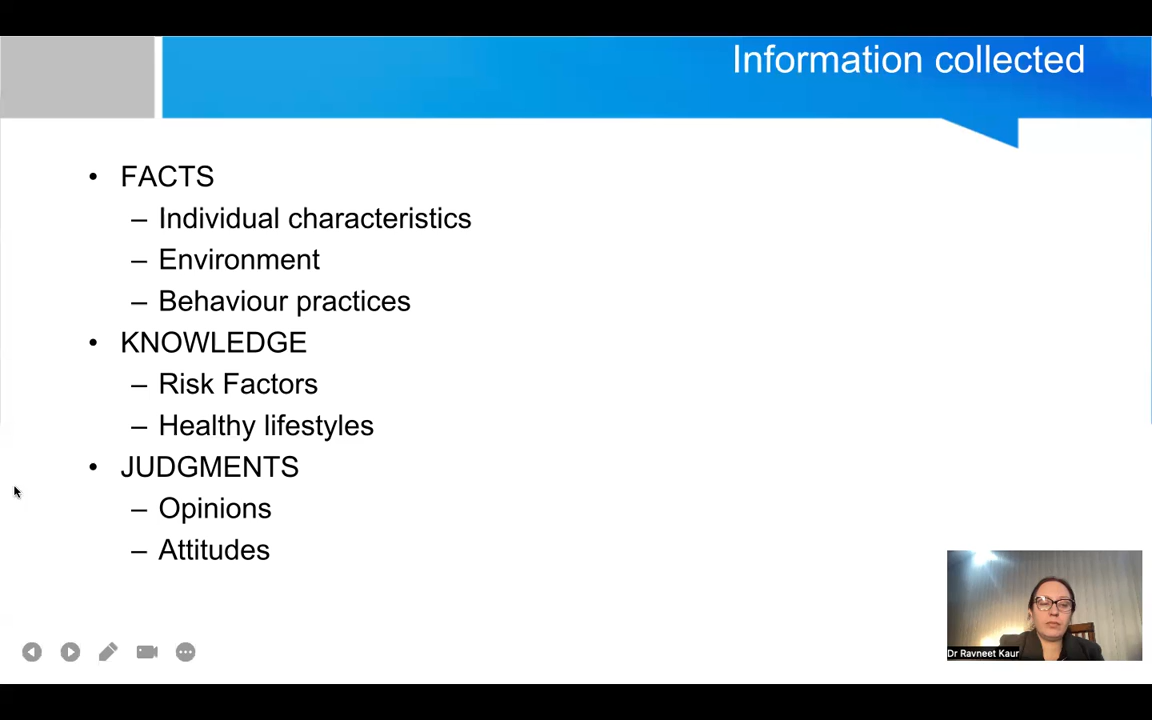 Information collected
• FACTS
– Individual characteristics
– Environment
– Behaviour practices
• KNOWLEDGE
– Risk Factors
– Healthy lifestyles
• JUDGMENTS
– Opinions
– Attitudes
Dr Ravneet Kaur